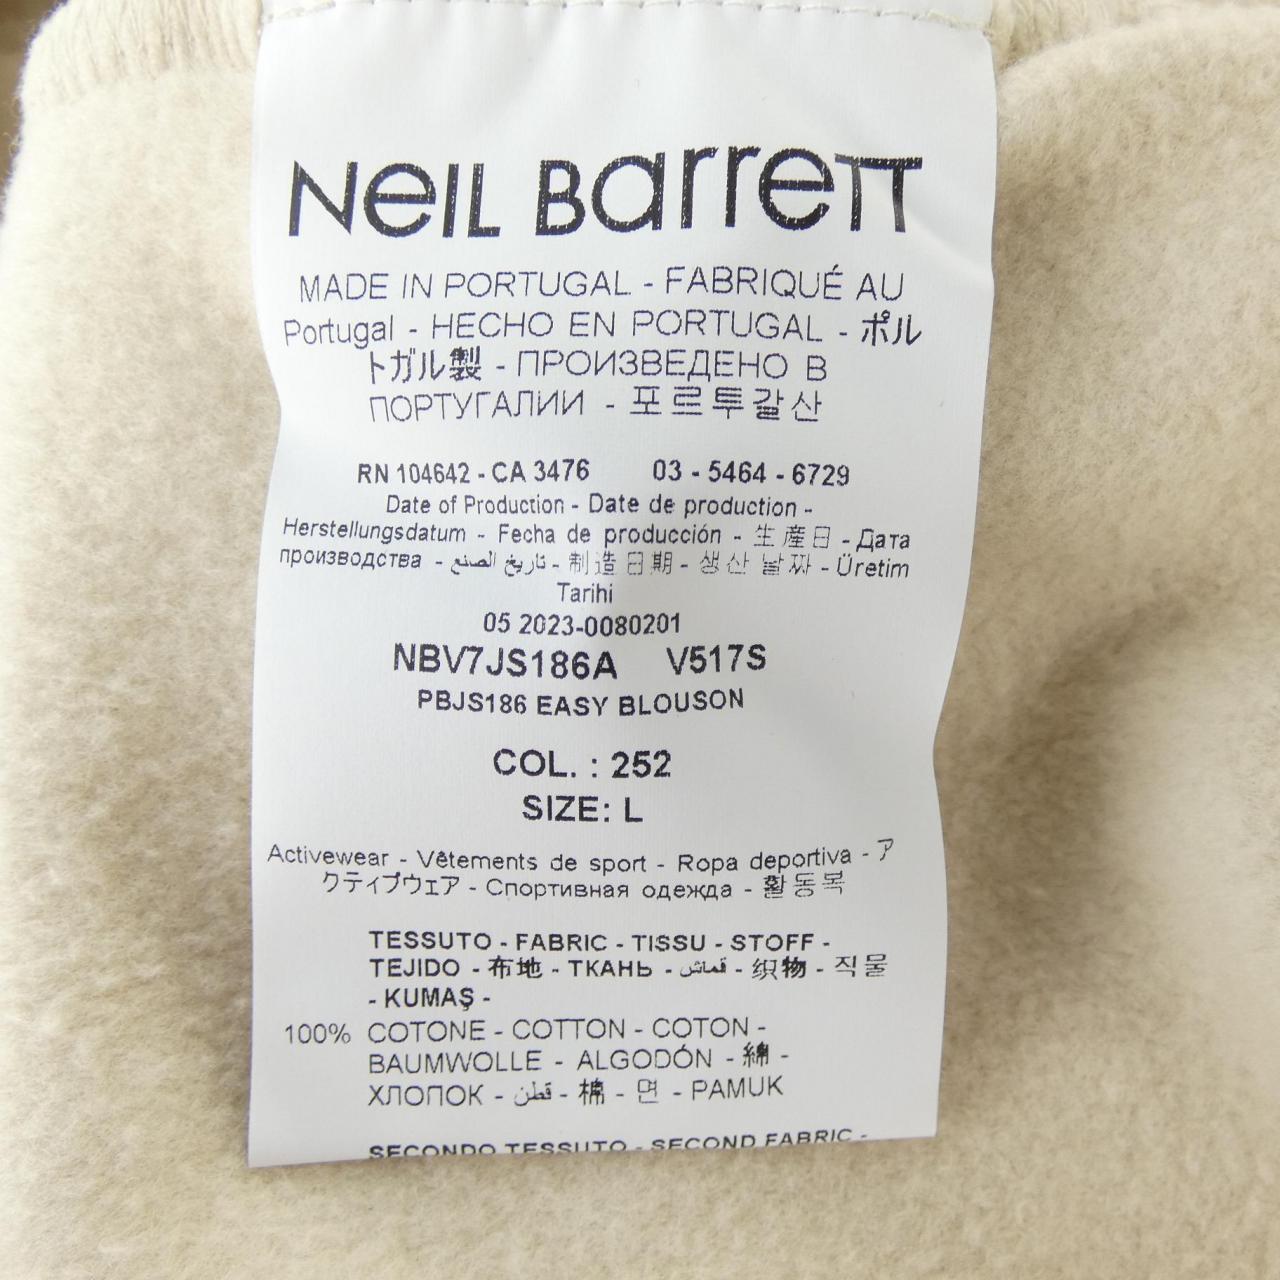 Neil Barrett
MADE IN PORTUGAL - FABRIQUÉ AU
Portugal - HECHO EN PORTUGAL - ポル
トガル製 - ПРОИЗВЕДЕНО В
ПОРТУГАЛИИ - 포르투갈산
RN 104642 - CA 3476 03 - 5464 - 6729
Date of Production - Date de production -
Herstellungsdatum - Fecha de producción - 生産日 - Дата
производства - تاريخ الصنع - 制造日期 - 생산 날짜 - Üretim
Tarihi
05 2023-0080201
NBV7JS186A V517S
PBJS186 EASY BLOUSON
COL. : 252
SIZE: L
Activewear - Vêtements de sport - Ropa deportiva - ア
クティブウェア - Спортивная одежда - 활동복
TESSUTO - FABRIC - TISSU - STOFF -
TEJIDO - 布地 - ТКАНЬ - قماش - 织物 - 직물
- KUMAŞ -
100% COTONE - COTTON - COTON -
BAUMWOLLE - ALGODÓN - 綿 -
ХЛОПОК - قطن - 棉 - 면 - PAMUK
SECONDO TESSUTO - SECOND FABRIC -